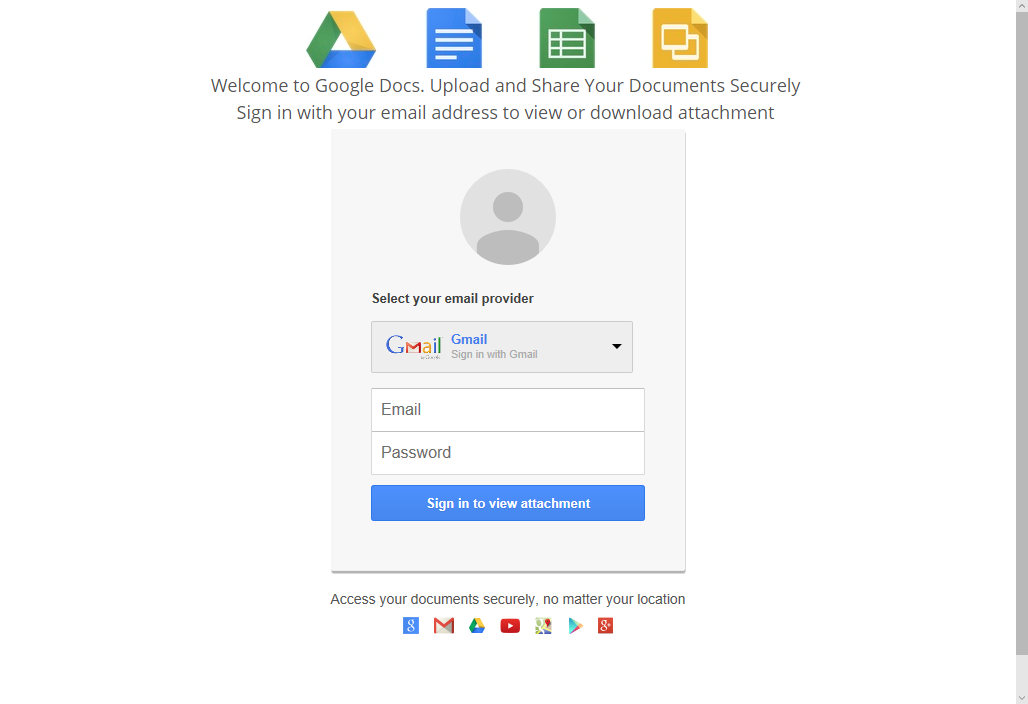 Welcome to Google Docs. Upload and Share Your Documents Securely
Sign in with your email address to view or download attachment
Select your email provider
Gmail Gmail
Sign in with Gmail
Email
Password
Sign in to view attachment
Access your documents securely, no matter your location